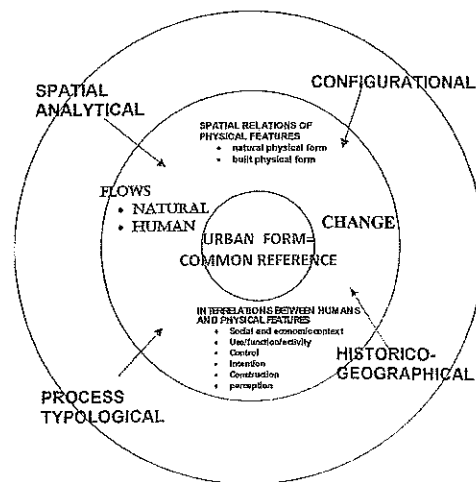 SPATIAL
ANALYTICAL
CONFIGURATIONAL
SPATIAL RELATIONS OF
PHYSICAL FEATURES
• natural physical form
• built physical form
FLOWS
• NATURAL
• HUMAN
CHANGE
URBAN FORM=
COMMON REFERENCE
INTERRELATIONS BETWEEN HUMANS
AND PHYSICAL FEATURES
• Social and economic context
• Use/function/activity
• Control
• Intention
• Construction
• perception
HISTORICO-
GEOGRAPHICAL
PROCESS
TYPOLOGICAL